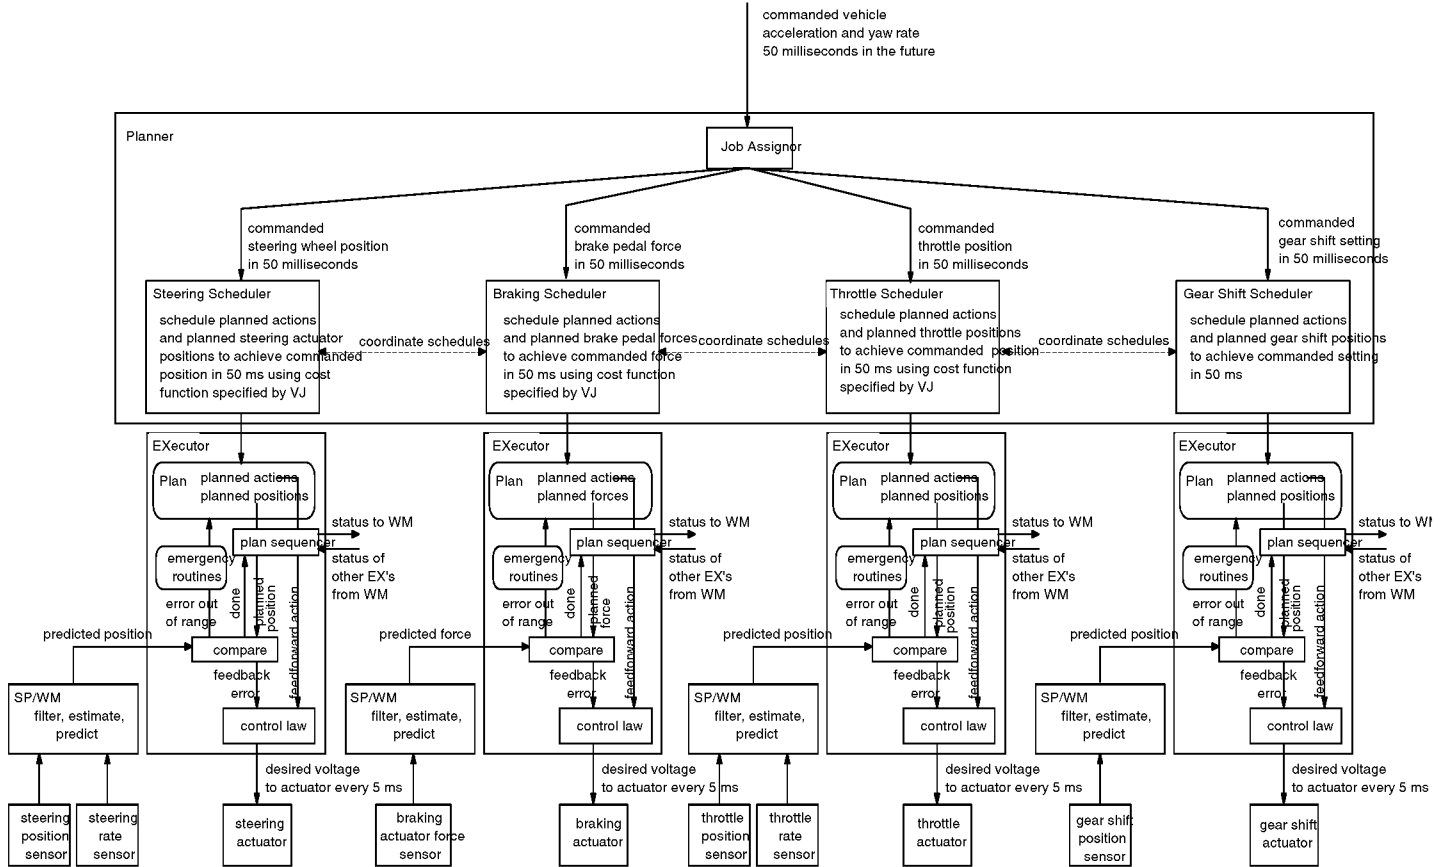 commanded vehicle
acceleration and yaw rate
50 milliseconds in the future
Planner
Job Assignor
commanded
steering wheel position
in 50 milliseconds
commanded
brake pedal force
in 50 milliseconds
commanded
throttle position
in 50 milliseconds
commanded
gear shift setting
in 50 milliseconds
Steering Scheduler
schedule planned actions
and planned steering actuator
positions to achieve commanded
position in 50 ms using cost
function specified by VJ
coordinate schedules
Braking Scheduler
schedule planned actions
and planned brake pedal forces
to achieve commanded force
in 50 ms using cost function
specified by VJ
coordinate schedules
Throttle Scheduler
schedule planned actions
and planned throttle positions
to achieve commanded position
in 50 ms using cost function
specified by VJ
coordinate schedules
Gear Shift Scheduler
schedule planned actions
and planned gear shift positions
to achieve commanded setting
in 50 ms
EXecutor
Plan
planned actions
planned positions
plan sequencer
status to WM
status of
other EX's
from WM
emergency
routines
error out
of range
done
planned
position
feedforward action
predicted position
compare
feedback
error
SP/WM
filter, estimate,
predict
control law
desired voltage
to actuator every 5 ms
steering
position
sensor
steering
rate
sensor
steering
actuator
EXecutor
Plan
planned actions
planned forces
plan sequencer
status to WM
status of
other EX's
from WM
emergency
routines
error out
of range
done
planned
force
feedforward action
predicted force
compare
feedback
error
SP/WM
filter, estimate,
predict
control law
desired voltage
to actuator every 5 ms
braking
actuator force
sensor
braking
actuator
EXecutor
Plan
planned actions
planned positions
plan sequencer
status to WM
status of
other EX's
from WM
emergency
routines
error out
of range
done
planned
position
feedforward action
predicted position
compare
feedback
error
SP/WM
filter, estimate,
predict
control law
desired voltage
to actuator every 5 ms
throttle
position
sensor
throttle
rate
sensor
throttle
actuator
EXecutor
Plan
planned actions
planned positions
plan sequencer
status to WM
status of
other EX's
from WM
emergency
routines
error out
of range
done
planned
position
feedforward action
predicted position
compare
feedback
error
SP/WM
filter, estimate,
predict
control law
desired voltage
to actuator every 5 ms
gear shift
position
sensor
gear shift
actuator